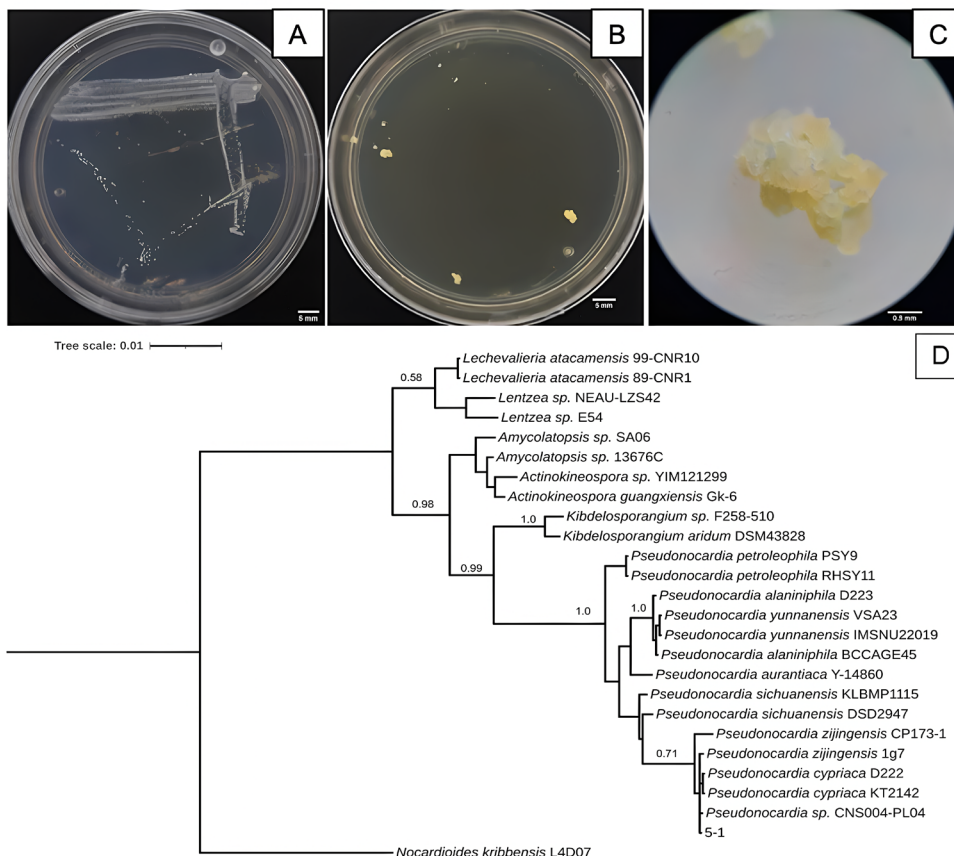 A
B
C
5 mm
5 mm
0.5 mm
D
Tree scale: 0.01
Lechevalieria atacamensis 99-CNR10
0.58
Lechevalieria atacamensis 89-CNR1
Lentzea sp. NEAU-LZS42
Lentzea sp. E54
Amycolatopsis sp. SA06
Amycolatopsis sp. 13676C
Actinokineospora sp. YIM121299
0.98
Actinokineospora guangxiensis Gk-6
1.0
Kibdelosporangium sp. F258-510
Kibdelosporangium aridum DSM43828
0.99
Pseudonocardia petroleophila PSY9
Pseudonocardia petroleophila RHSY11
1.0
Pseudonocardia alaniniphila D223
1.0
Pseudonocardia yunnanensis VSA23
Pseudonocardia yunnanensis IMSNU22019
Pseudonocardia alaniniphila BCCAGE45
Pseudonocardia aurantiaca Y-14860
Pseudonocardia sichuanensis KLBMP1115
Pseudonocardia sichuanensis DSD2947
Pseudonocardia zijingensis CP173-1
0.71
Pseudonocardia zijingensis 1g7
Pseudonocardia cypriaca D222
Pseudonocardia cypriaca KT2142
Pseudonocardia sp. CNS004-PL04
5-1
Nocardioides kribbensis L4D07